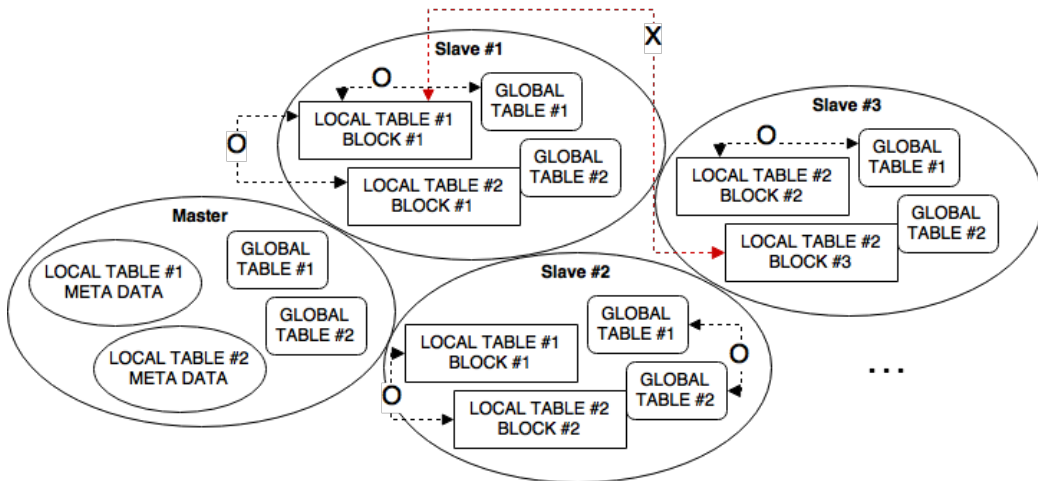 X
Slave #1
O
GLOBAL
TABLE #1
LOCAL TABLE #1
BLOCK #1
O
GLOBAL
TABLE #2
LOCAL TABLE #2
BLOCK #1
Slave #3
O
GLOBAL
TABLE #1
LOCAL TABLE #2
BLOCK #2
GLOBAL
TABLE #2
LOCAL TABLE #2
BLOCK #3
Master
GLOBAL
TABLE #1
LOCAL TABLE #1
META DATA
GLOBAL
TABLE #2
LOCAL TABLE #2
META DATA
Slave #2
GLOBAL
TABLE #1
LOCAL TABLE #1
BLOCK #1
O
GLOBAL
TABLE #2
O
LOCAL TABLE #2
BLOCK #2
...